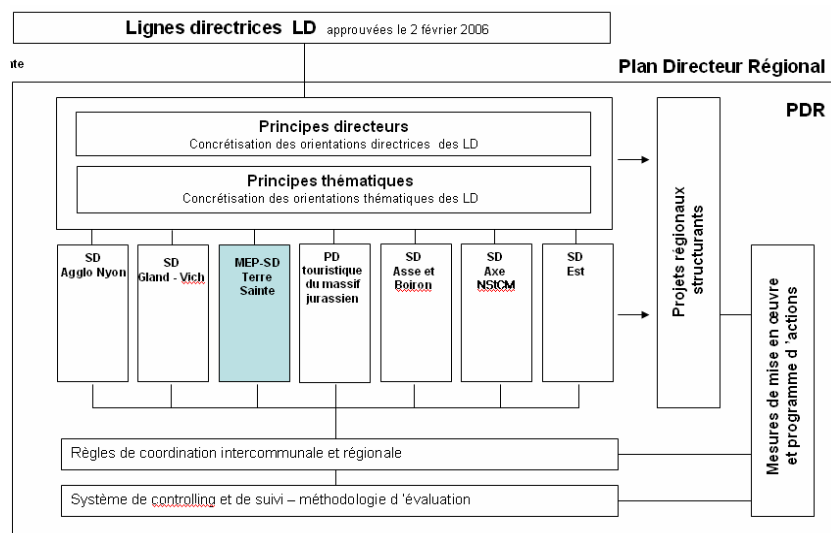 Lignes directrices LD approuvées le 2 février 2006
nte
Plan Directeur Régional
PDR
Principes directeurs
Concrétisation des orientations directrices des LD
Principes thématiques
Concrétisation des orientations thématiques des LD
SD
Agglo Nyon
SD
Gland - Vich
MEP-SD
Terre
Sainte
PD
touristique
du massif
jurassien
SD
Asse et
Boiron
SD
Axe
NStCM
SD
Est
Projets régionaux
structurants
Mesures de mise en œuvre
et programme d 'actions
Règles de coordination intercommunale et régionale
Système de controlling et de suivi – méthodologie d 'évaluation